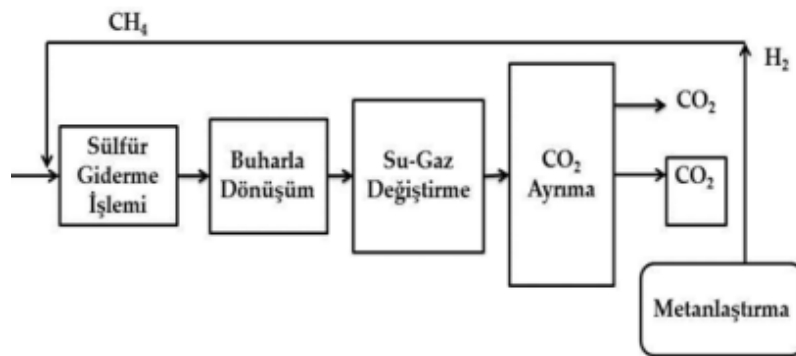 CH₄
H₂
Sülfür
Giderme
İşlemi
Buharla
Dönüşüm
Su-Gaz
Değiştirme
CO₂
Ayrıma
CO₂
CO₂
Metanlaştırma